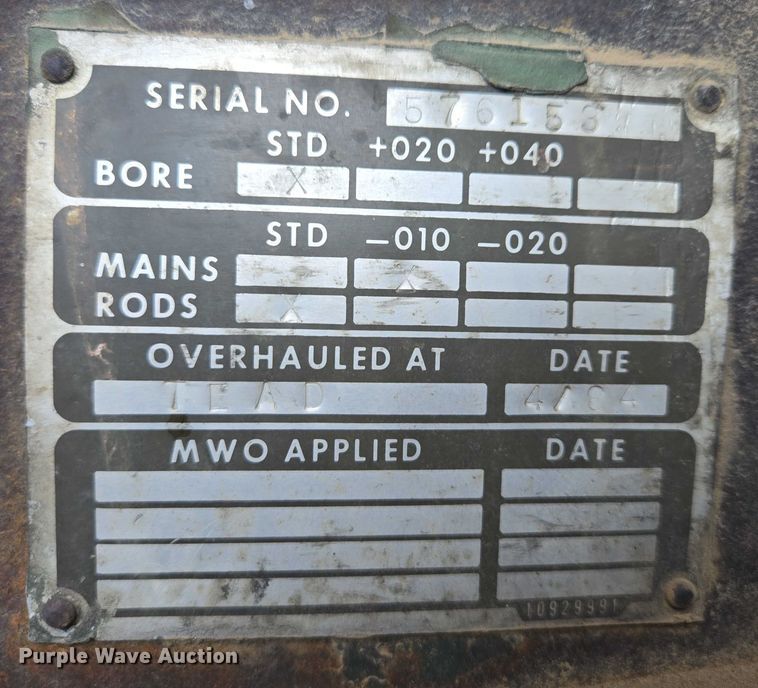 SERIAL NO. 576153
STD +020 +040
BORE X
STD -010 -020
MAINS X
RODS X
OVERHAULED AT DATE
TEAD 4/84
MWO APPLIED DATE
10929991
Purple Wave Auction